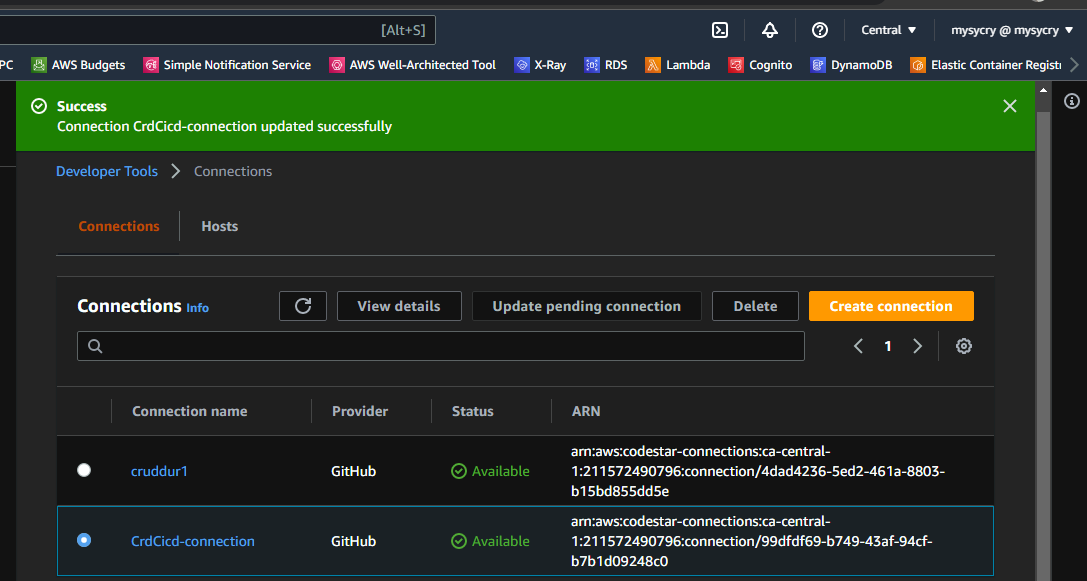 [Alt+S]
Central ▼
mysycry @ mysycry ▼
PC
AWS Budgets
Simple Notification Service
AWS Well-Architected Tool
X-Ray
RDS
Lambda
Cognito
DynamoDB
Elastic Container Registr
Success
Connection CrdCicd-connection updated successfully
Developer Tools > Connections
Connections
Hosts
Connections Info
View details
Update pending connection
Delete
Create connection
1
Connection name
Provider
Status
ARN
cruddur1
GitHub
Available
arn:aws:codestar-connections:ca-central-
1:211572490796:connection/4dad4236-5ed2-461a-8803-
b15bd855dd5e
CrdCicd-connection
GitHub
Available
arn:aws:codestar-connections:ca-central-
1:211572490796:connection/99dfdf69-b749-43af-94cf-
b7b1d09248c0